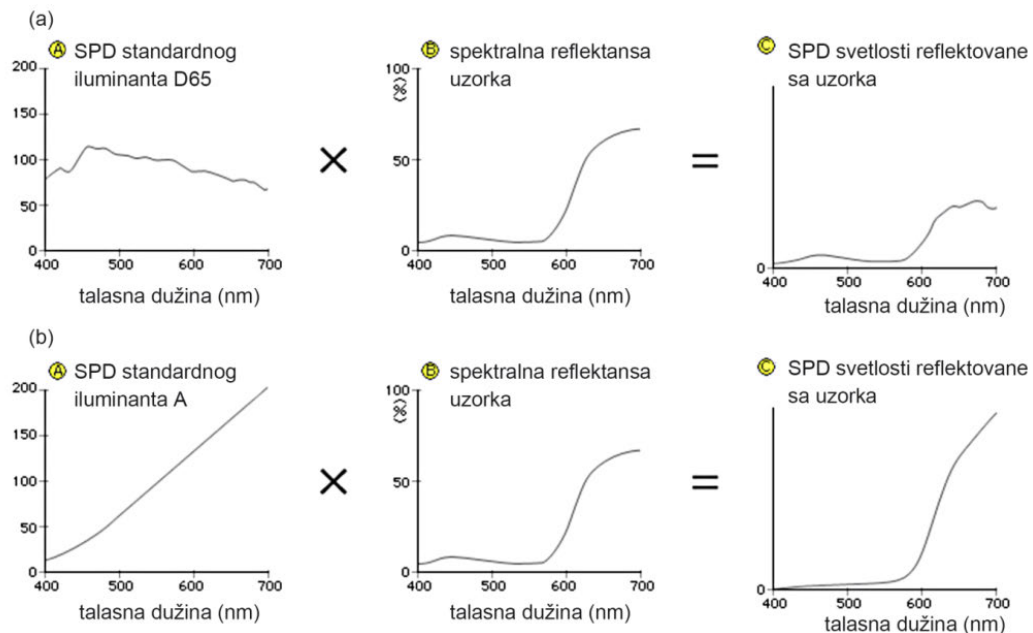 (a)
A SPD standardnog
iluminanta D65
200
150
100
50
0
400 500 600 700
talasna dužina (nm)
×
B spektralna reflektansa
uzorka
100
(%)
50
0
400 500 600 700
talasna dužina (nm)
=
C SPD svetlosti reflektovane
sa uzorka
0
400 500 600 700
talasna dužina (nm)
(b)
A SPD standardnog
iluminanta A
200
150
100
50
0
400 500 600 700
talasna dužina (nm)
×
B spektralna reflektansa
uzorka
100
(%)
50
0
400 500 600 700
talasna dužina (nm)
=
C SPD svetlosti reflektovane
sa uzorka
0
400 500 600 700
talasna dužina (nm)